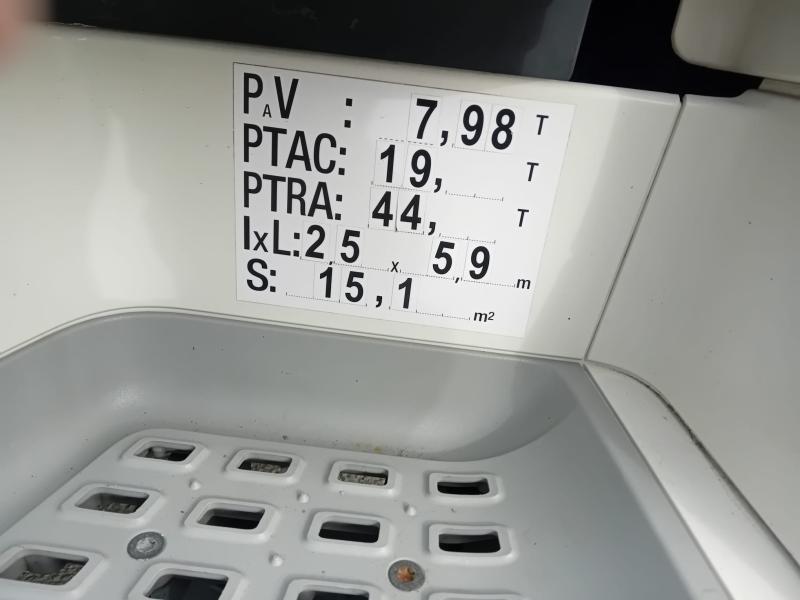 PAV : 7,98 T
PTAC: 19, T
PTRA: 44, T
IxL: 2,5 x 5,9 m
S: 15,1 m²